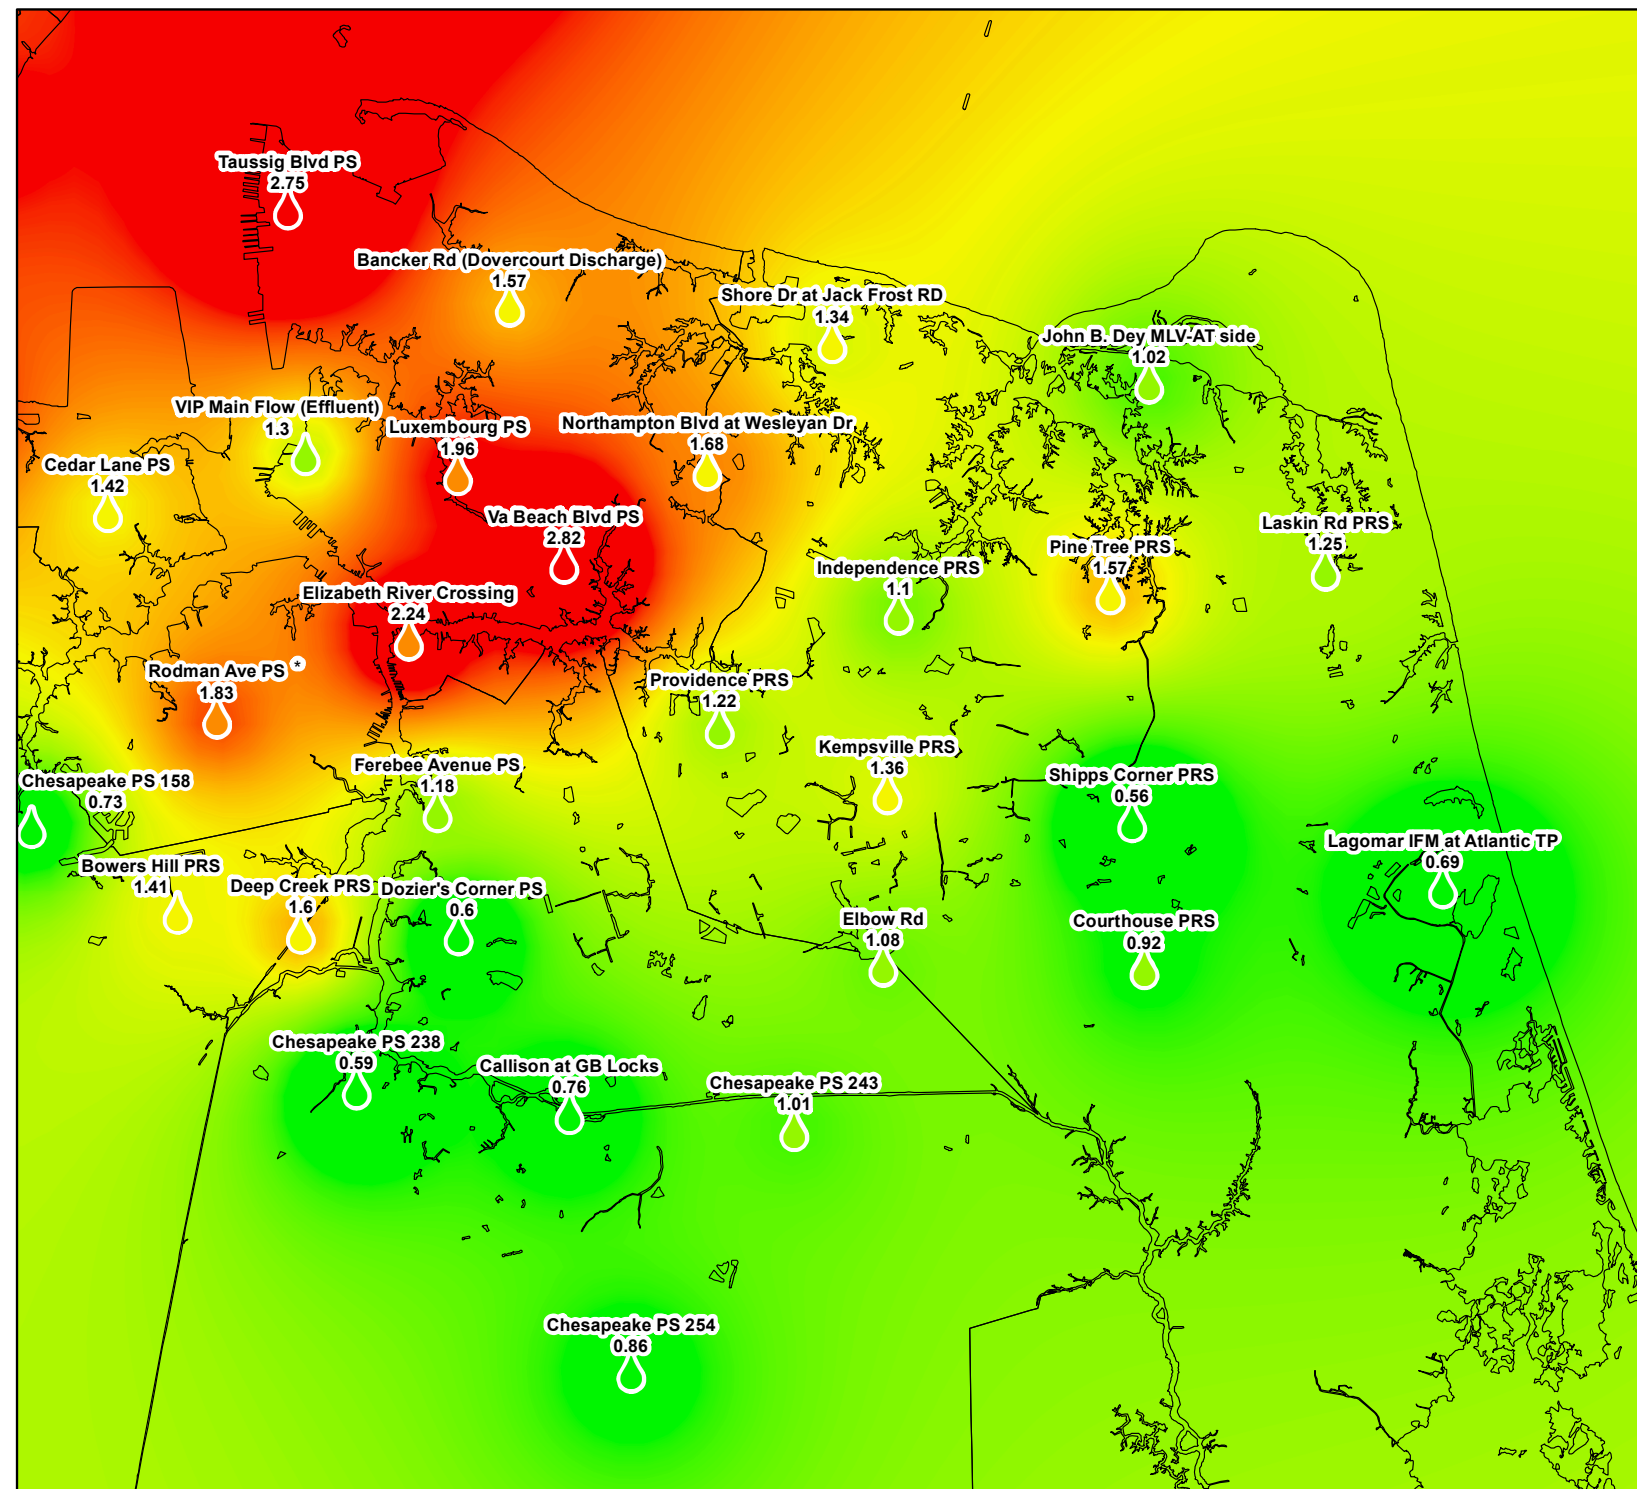 Taussig Blvd PS
2.75
Bancker Rd (Dovercourt Discharge)
1.57
Shore Dr at Jack Frost RD
1.34
John B. Dey MLV-AT side
1.02
VIP Main Flow (Effluent)
1.3
Luxembourg PS
1.96
Northampton Blvd at Wesleyan Dr
1.68
Cedar Lane PS
1.42
Va Beach Blvd PS
2.82
Laskin Rd PRS
1.25
Pine Tree PRS
1.57
Independence PRS
1.1
Elizabeth River Crossing
2.24
Rodman Ave PS *
1.83
Providence PRS
1.22
Kempsville PRS
1.36
Ferebee Avenue PS
1.18
Shipps Corner PRS
0.56
Chesapeake PS 158
0.73
Lagomar IFM at Atlantic TP
0.69
Bowers Hill PRS
1.41
Deep Creek PRS
1.6
Dozier's Corner PS
0.6
Elbow Rd
1.08
Courthouse PRS
0.92
Chesapeake PS 238
0.59
Callison at GB Locks
0.76
Chesapeake PS 243
1.01
Chesapeake PS 254
0.86